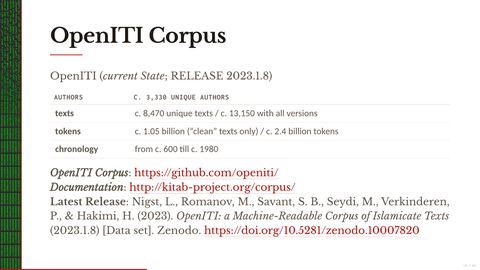 OpenITI Corpus
OpenITI (current State; RELEASE 2023.1.8)
AUTHORS C. 3,330 UNIQUE AUTHORS
texts c. 8,470 unique texts / c. 13,150 with all versions
tokens c. 1.05 billion ("clean" texts only) / c. 2.4 billion tokens
chronology from c. 600 till c. 1980
OpenITI Corpus: https://github.com/openiti/
Documentation: http://kitab-project.org/corpus/
Latest Release: Nigst, L., Romanov, M., Savant, S. B., Seydi, M., Verkinderen,
P., & Hakimi, H. (2023). OpenITI: a Machine-Readable Corpus of Islamicate Texts
(2023.1.8) [Data set]. Zenodo. https://doi.org/10.5281/zenodo.10007820